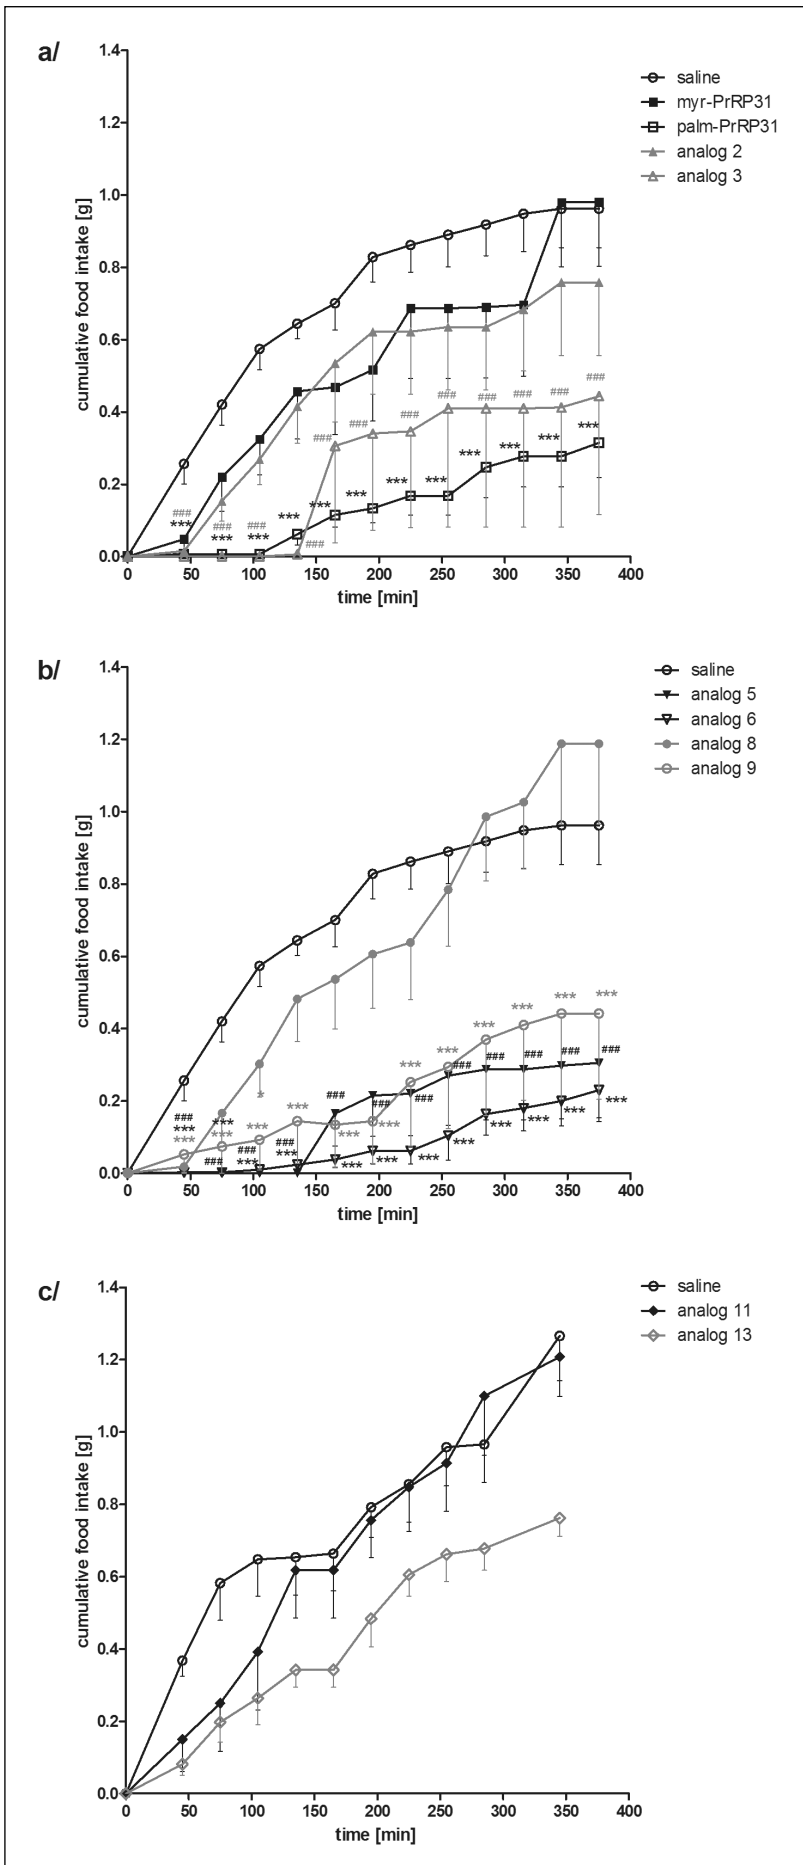 a/
saline
myr-PrRP31
palm-PrRP31
analog 2
analog 3
cumulative food intake [g]
1.4
1.2
1.0
0.8
0.6
0.4
0.2
0.0
### ### ### ### ### ### ### ### ### ### ### ###
*** *** *** *** *** *** *** *** *** *** *** ***
0 50 100 150 200 250 300 350 400
time [min]
b/
saline
analog 5
analog 6
analog 8
analog 9
cumulative food intake [g]
1.4
1.2
1.0
0.8
0.6
0.4
0.2
0.0
*** *** *** *** *** *** *** *** *** *** *** ***
### ### ### ### ### ### ### ### ### ### ### ###
*** *** *** *** *** *** *** *** *** *** *** ***
0 50 100 150 200 250 300 350 400
time [min]
c/
saline
analog 11
analog 13
cumulative food intake [g]
1.4
1.2
1.0
0.8
0.6
0.4
0.2
0.0
0 50 100 150 200 250 300 350 400
time [min]